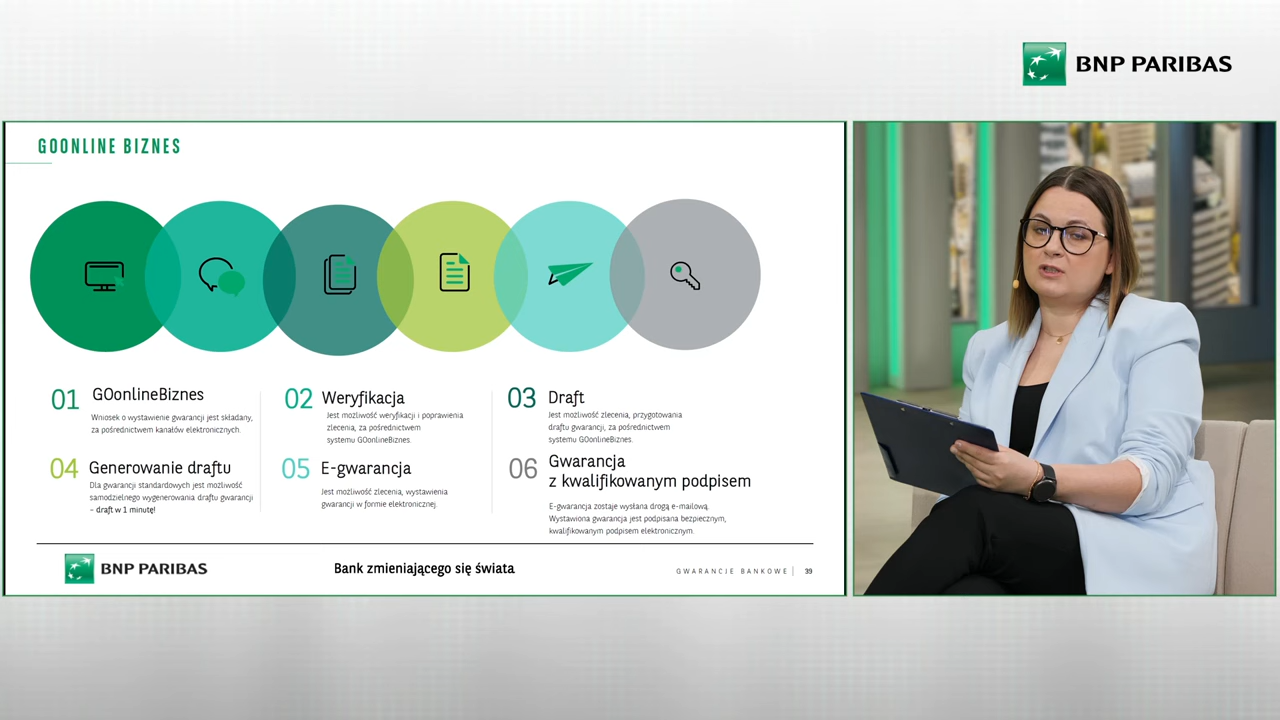 BNP PARIBAS
GOONLINE BIZNES
01 GOonlineBiznes
Wniosek o wystawienie gwarancji jest składany,
za pośrednictwem kanałów elektronicznych.
02 Weryfikacja
Jest możliwość weryfikacji i poprawienia
zlecenia, za pośrednictwem
systemu GOonlineBiznes.
03 Draft
Jest możliwość zlecenia, przygotowania
draftu gwarancji, za pośrednictwem
systemu GOonlineBiznes.
04 Generowanie draftu
Dla gwarancji standardowych jest możliwość
samodzielnego wygenerowania draftu gwarancji
– draft w 1 minutę!
05 E-gwarancja
Jest możliwość zlecenia, wystawienia
gwarancji w formie elektronicznej.
06 Gwarancja
z kwalifikowanym podpisem
E-gwarancja zostaje wysłana drogą e-mailową.
Wystawiona gwarancja jest podpisana bezpiecznym,
kwalifikowanym podpisem elektronicznym.
BNP PARIBAS
Bank zmieniającego się świata
GWARANCJE BANKOWE | 39